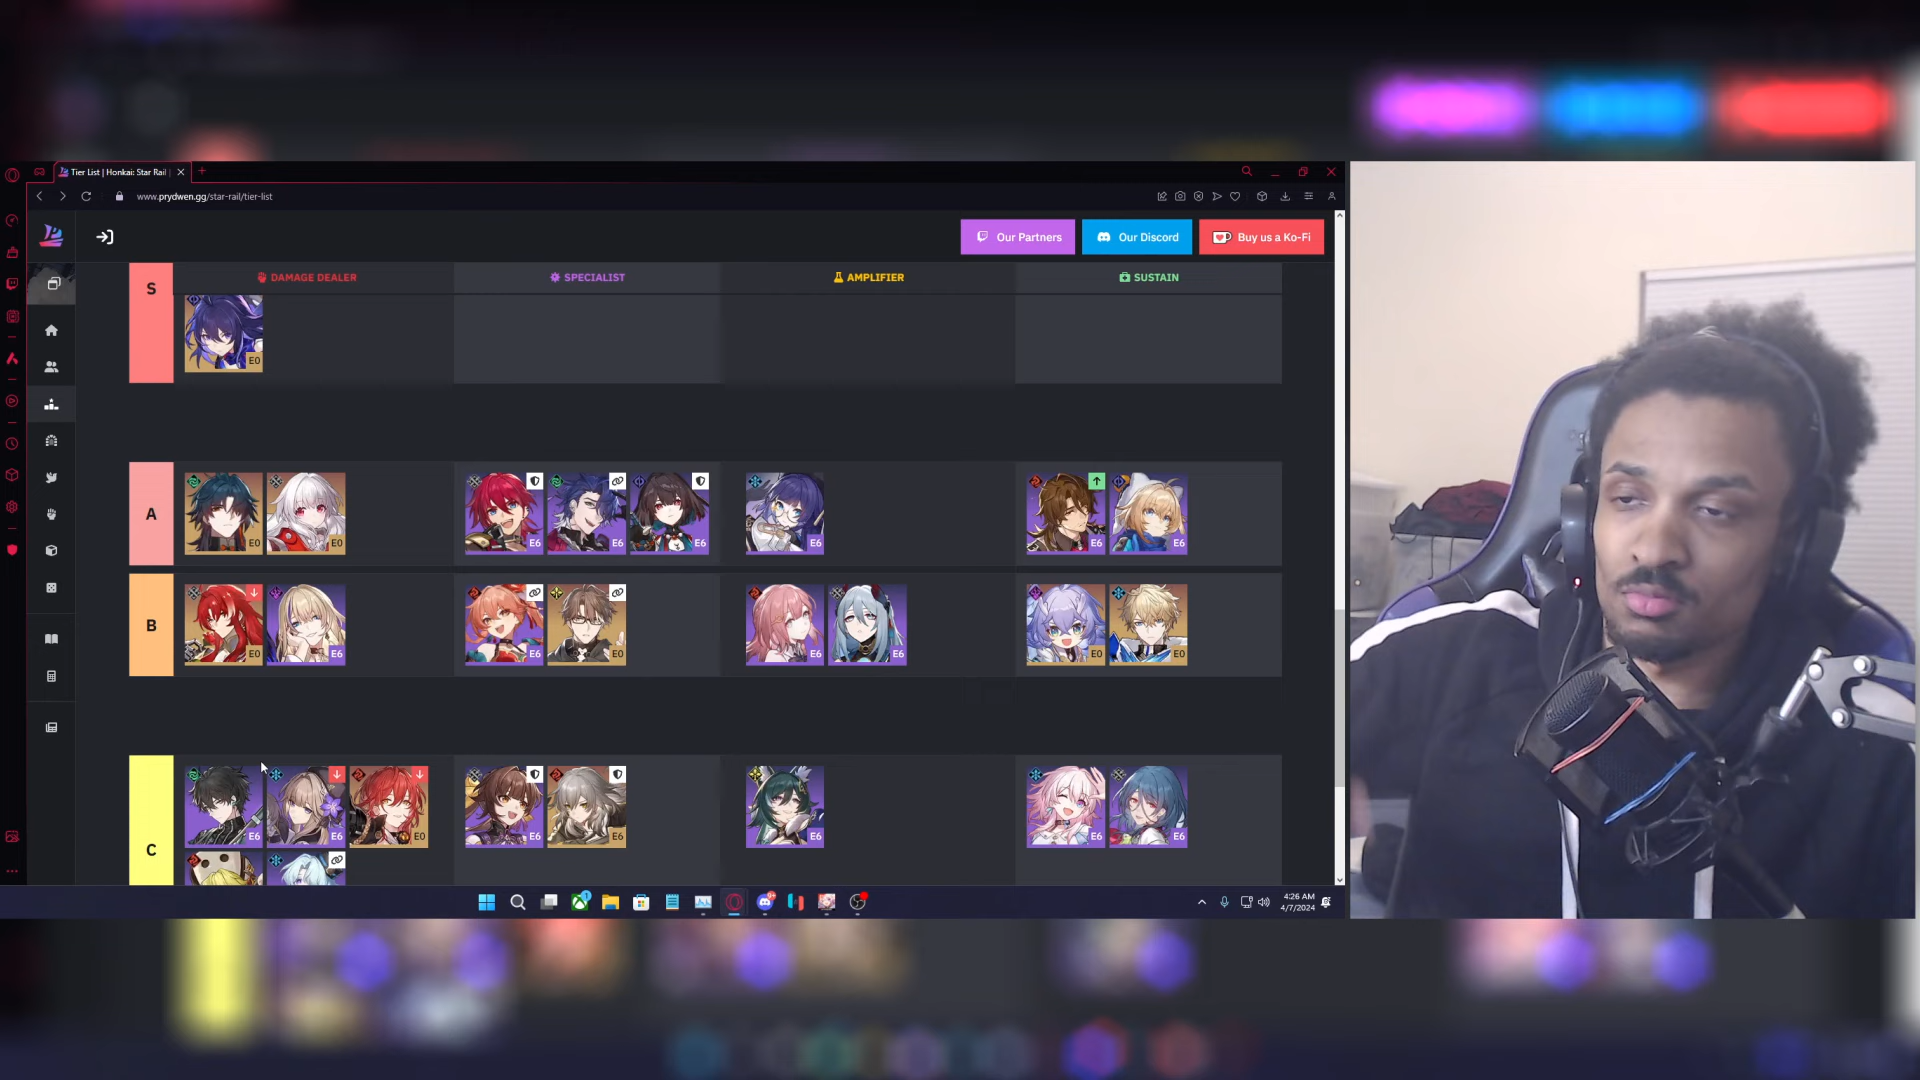 Tier List | Honkai: Star Rail |
www.prydwen.gg/star-rail/tier-list
Our Partners
Our Discord
Buy us a Ko-Fi
S
DAMAGE DEALER
SPECIALIST
AMPLIFIER
SUSTAIN
E0
A
E0
E0
E6
E6
E6
E6
E6
E6
B
E0
E6
E6
E0
E6
E6
E0
E0
C
E6
E6
E0
E6
E6
E6
E6
E6
4:26 AM
4/7/2024